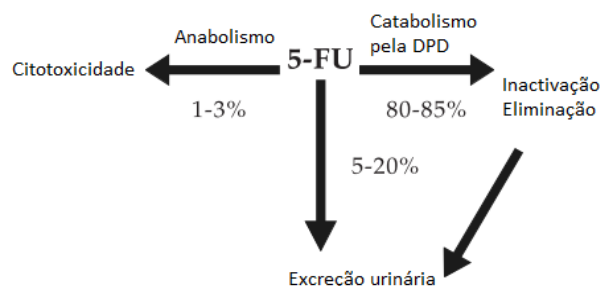 Anabolismo
Catabolismo
pela DPD
Citotoxicidade
5-FU
Inactivação
Eliminação
1-3%
80-85%
5-20%
Excreção urinária